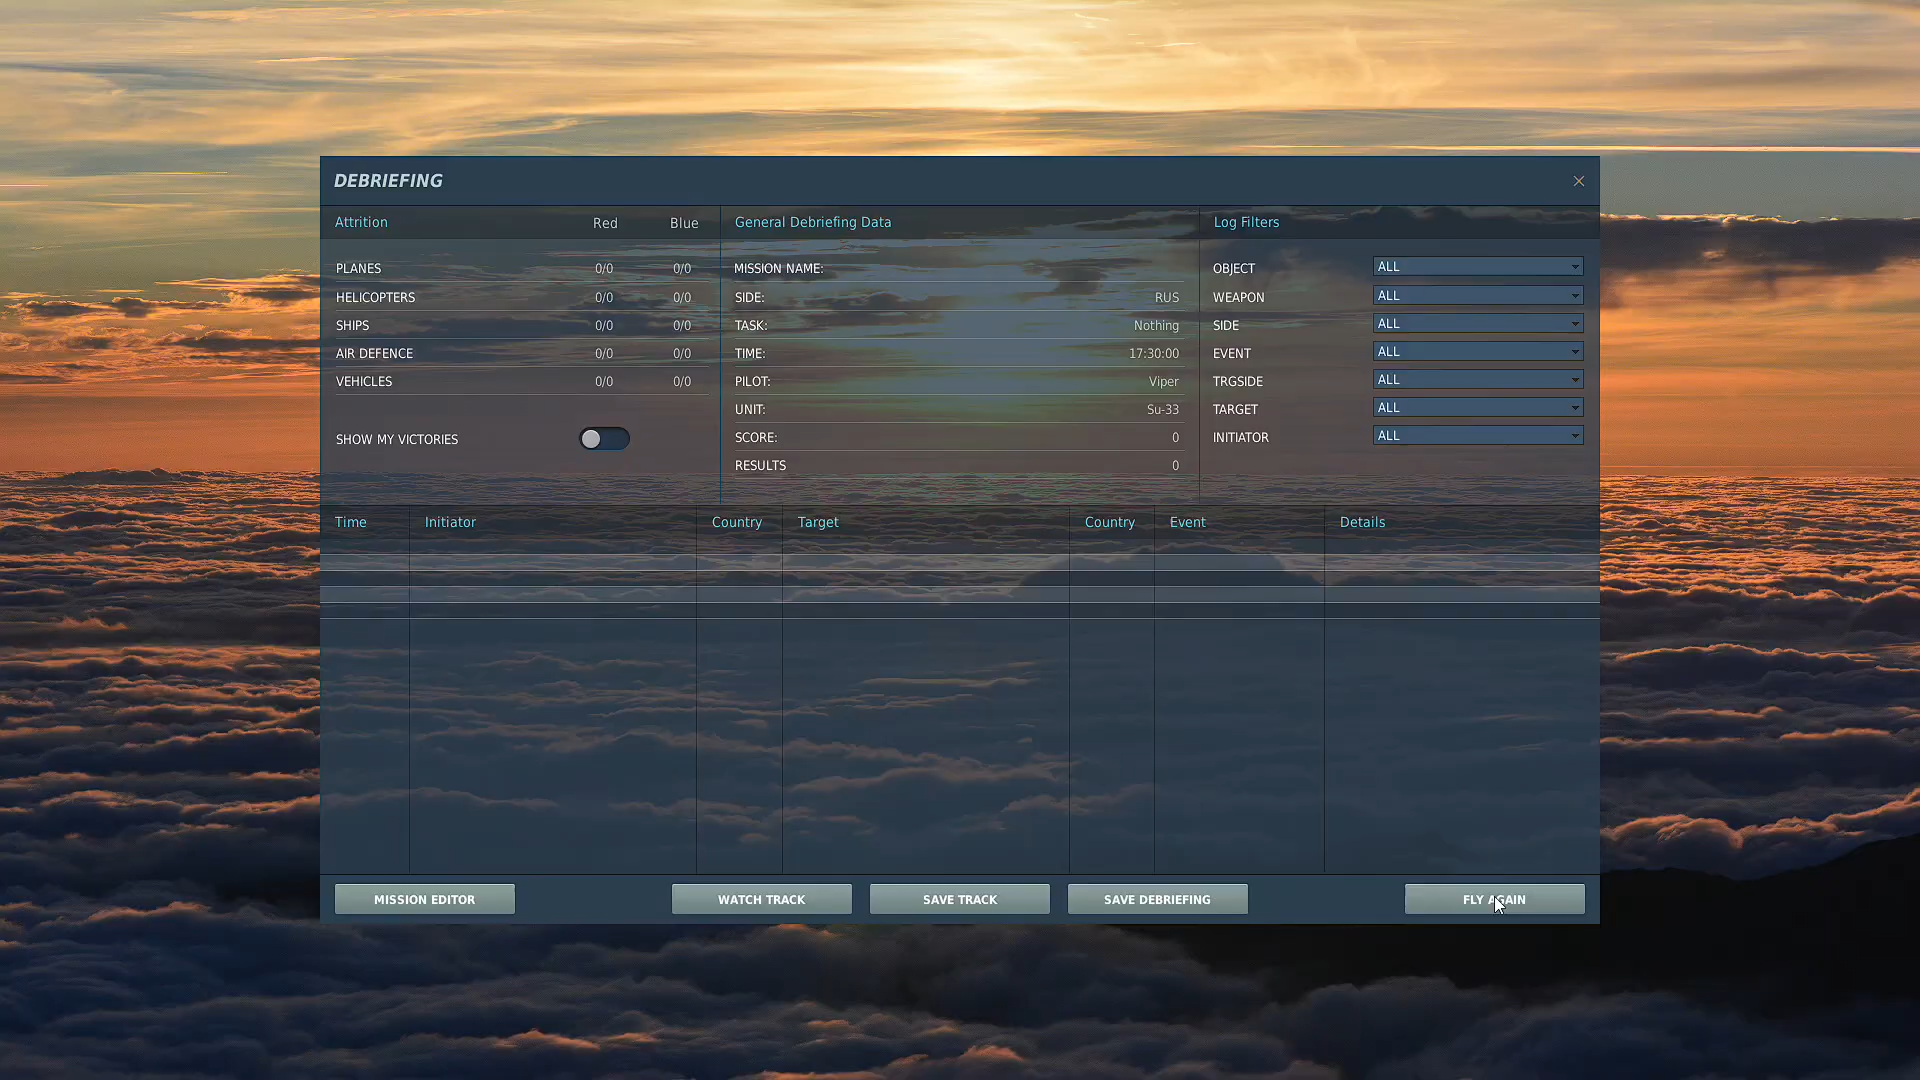 DEBRIEFING
Attrition Red Blue
PLANES 0/0 0/0
HELICOPTERS 0/0 0/0
SHIPS 0/0 0/0
AIR DEFENCE 0/0 0/0
VEHICLES 0/0 0/0
SHOW MY VICTORIES
General Debriefing Data
MISSION NAME:
SIDE: RUS
TASK: Nothing
TIME: 17:30:00
PILOT: Viper
UNIT: Su-33
SCORE: 0
RESULTS 0
Log Filters
OBJECT ALL
WEAPON ALL
SIDE ALL
EVENT ALL
TRGSIDE ALL
TARGET ALL
INITIATOR ALL
Time Initiator Country Target Country Event Details
MISSION EDITOR WATCH TRACK SAVE TRACK SAVE DEBRIEFING FLY AGAIN